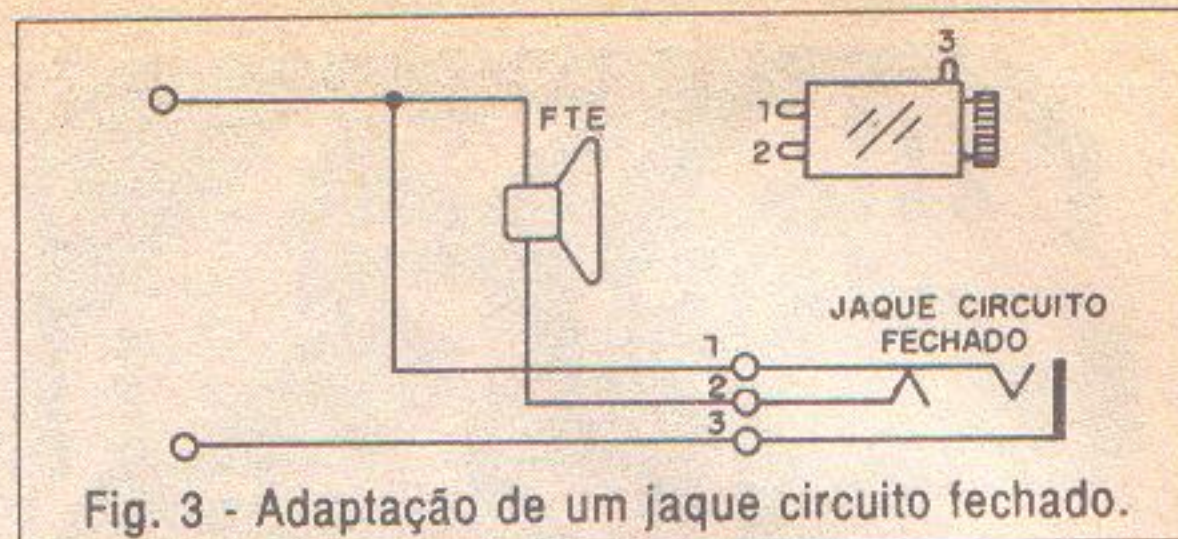 3
1
2
FTE
JAQUE CIRCUITO
FECHADO
1
2
3
Fig. 3 - Adaptação de um jaque circuito fechado.